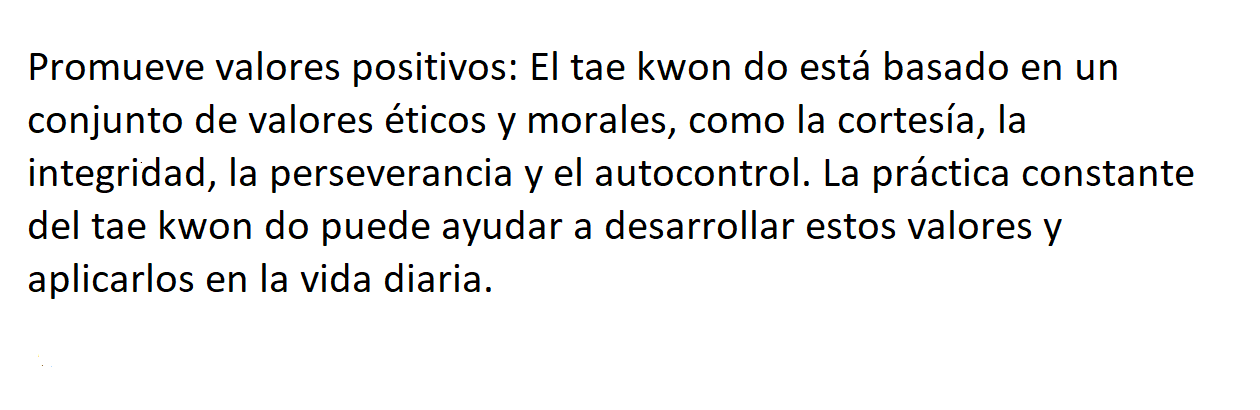 Promueve valores positivos: El tae kwon do está basado en un
conjunto de valores éticos y morales, como la cortesía, la
integridad, la perseverancia y el autocontrol. La práctica constante
del tae kwon do puede ayudar a desarrollar estos valores y
aplicarlos en la vida diaria.